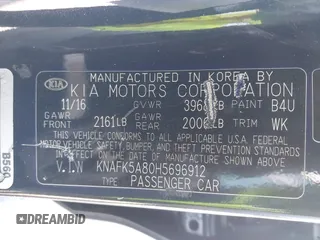 MANUFACTURED IN KOREA BY
KIA KIA MOTORS CORPORATION
11/16 GVWR PAINT B4U
GAWR FRONT 2161LB GAWR REAR TRIM WK
THIS VEHICLE CONFORMS TO ALL APPLICABLE U.S.A. FEDERAL
MOTOR VEHICLE SAFETY BUMPER, AND THEFT PREVENTION
STANDARDS IN EFFECT ON THE DATE OF MANUFACTURE SHOWN ABOVE.
V.I.N KNAFK5A80H5696912
TYPE PASSENGER CAR
B560
DREAMBID